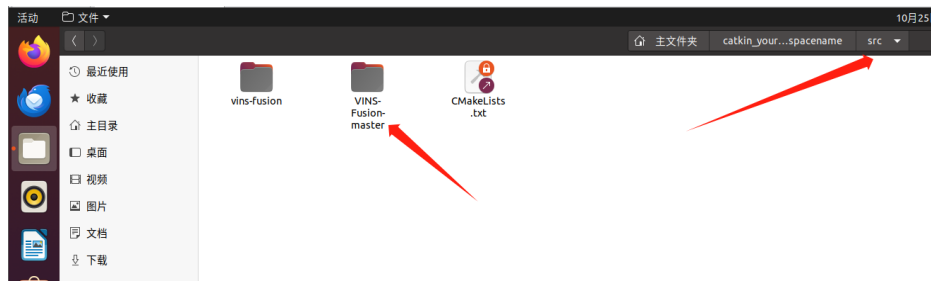 活动 文件 10月25
主文件夹 catkin_your...spacename src
最近使用
收藏
主目录
桌面
视频
图片
文档
下载
vins-fusion
VINS-
Fusion-
master
CMakeLists
.txt